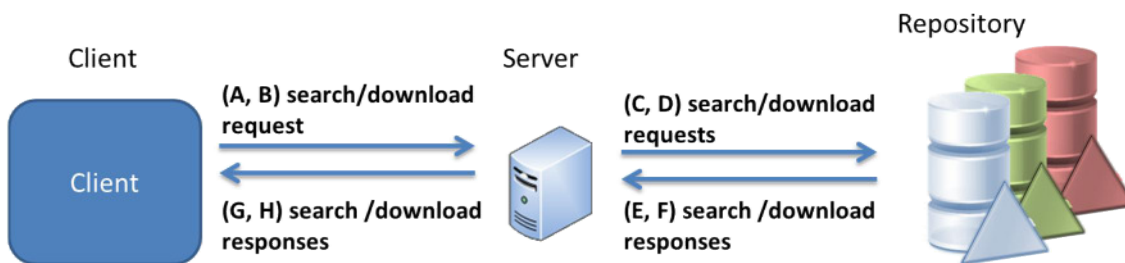 Client
Server
Repository
(A, B) search/download
request
(C, D) search/download
requests
Client
(G, H) search /download
responses
(E, F) search /download
responses